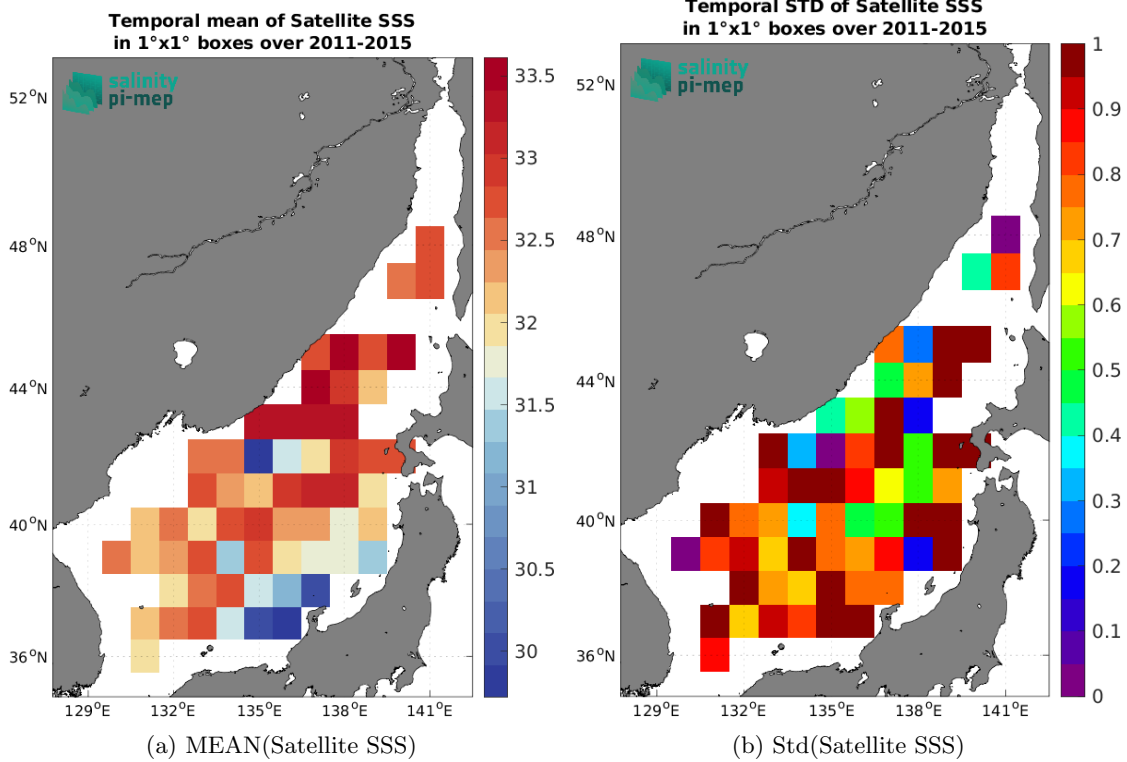 Temporal mean of Satellite SSS
in 1°x1° boxes over 2011-2015
salinity
pi-mep
52°N
48°N
44°N
40°N
36°N
129°E 132°E 135°E 138°E 141°E
33.5
33
32.5
32
31.5
31
30.5
30
(a) MEAN(Satellite SSS)
Temporal STD of Satellite SSS
in 1°x1° boxes over 2011-2015
salinity
pi-mep
52°N
48°N
44°N
40°N
36°N
129°E 132°E 135°E 138°E 141°E
1
0.9
0.8
0.7
0.6
0.5
0.4
0.3
0.2
0.1
0
(b) Std(Satellite SSS)